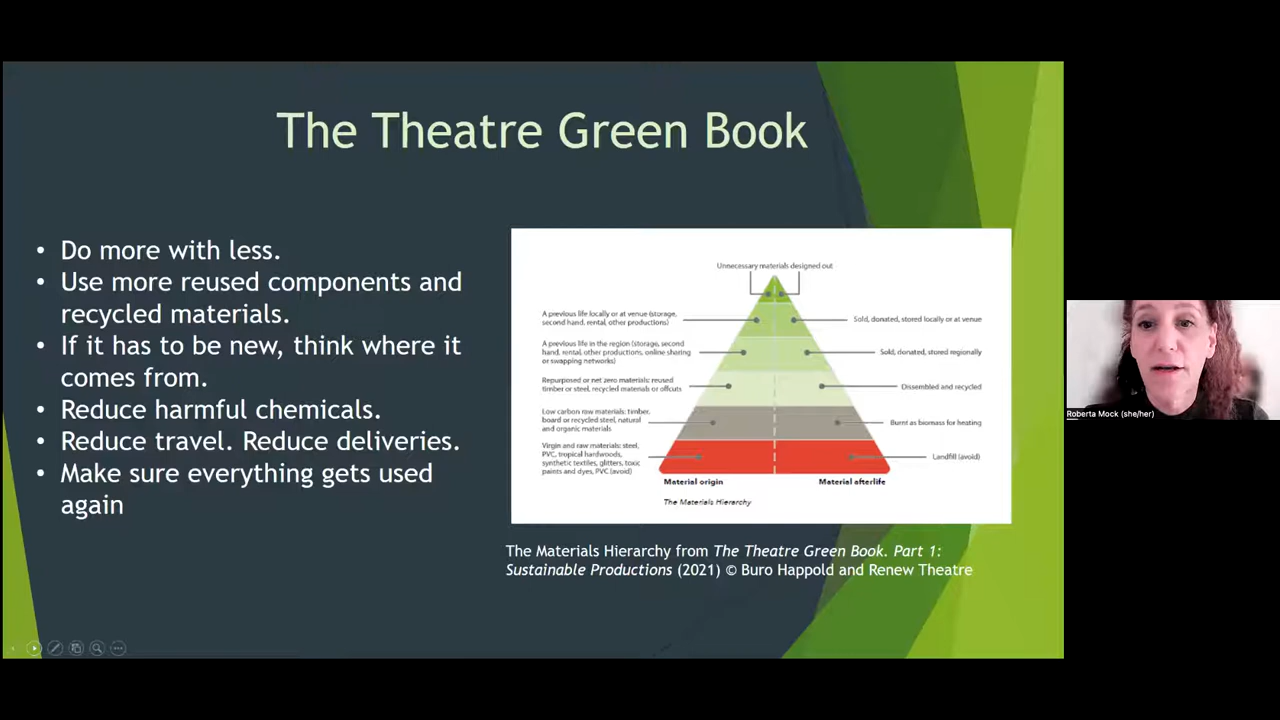 The Theatre Green Book
• Do more with less.
• Use more reused components and
recycled materials.
• If it has to be new, think where it
comes from.
• Reduce harmful chemicals.
• Reduce travel. Reduce deliveries.
• Make sure everything gets used
again
Unnecessary materials designed out
A previous life locally or at venue (storage,
second hand, rental, other productions)
Sold, donated, stored locally or at venue
A previous life in the region (storage, second
hand, rental, other productions, online sharing
or swapping networks)
Sold, donated, stored regionally
Repurposed or net zero materials: reused
timber or steel, recycled materials or offcuts
Dissembled and recycled
Low carbon raw materials: timber,
board or recycled steel, natural
and organic materials
Burnt as biomass for heating
Virgin and raw materials: steel,
PVC, tropical hardwoods,
synthetic textiles, glitters, toxic
paints and dyes, PVC (avoid)
Landfill (avoid)
Material origin
Material afterlife
The Materials Hierarchy
The Materials Hierarchy from The Theatre Green Book. Part 1:
Sustainable Productions (2021) © Buro Happold and Renew Theatre
Roberta Mock (she/her)